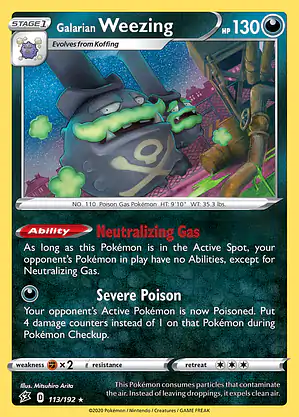 STAGE 1
Galarian Weezing
HP 130
Evolves from Koffing
NO. 110 Poison Gas Pokémon HT: 9'10" WT: 35.3 lbs.
Ability Neutralizing Gas
As long as this Pokémon is in the Active Spot, your
opponent's Pokémon in play have no Abilities, except for
Neutralizing Gas.
Severe Poison
Your opponent's Active Pokémon is now Poisoned. Put
4 damage counters instead of 1 on that Pokémon during
Pokémon Checkup.
weakness ×2 resistance retreat
Illus. Mitsuhiro Arita
113/192 ★
This Pokémon consumes particles that contaminate
the air. Instead of leaving droppings, it expels clean air.
©2020 Pokémon / Nintendo / Creatures / GAME FREAK